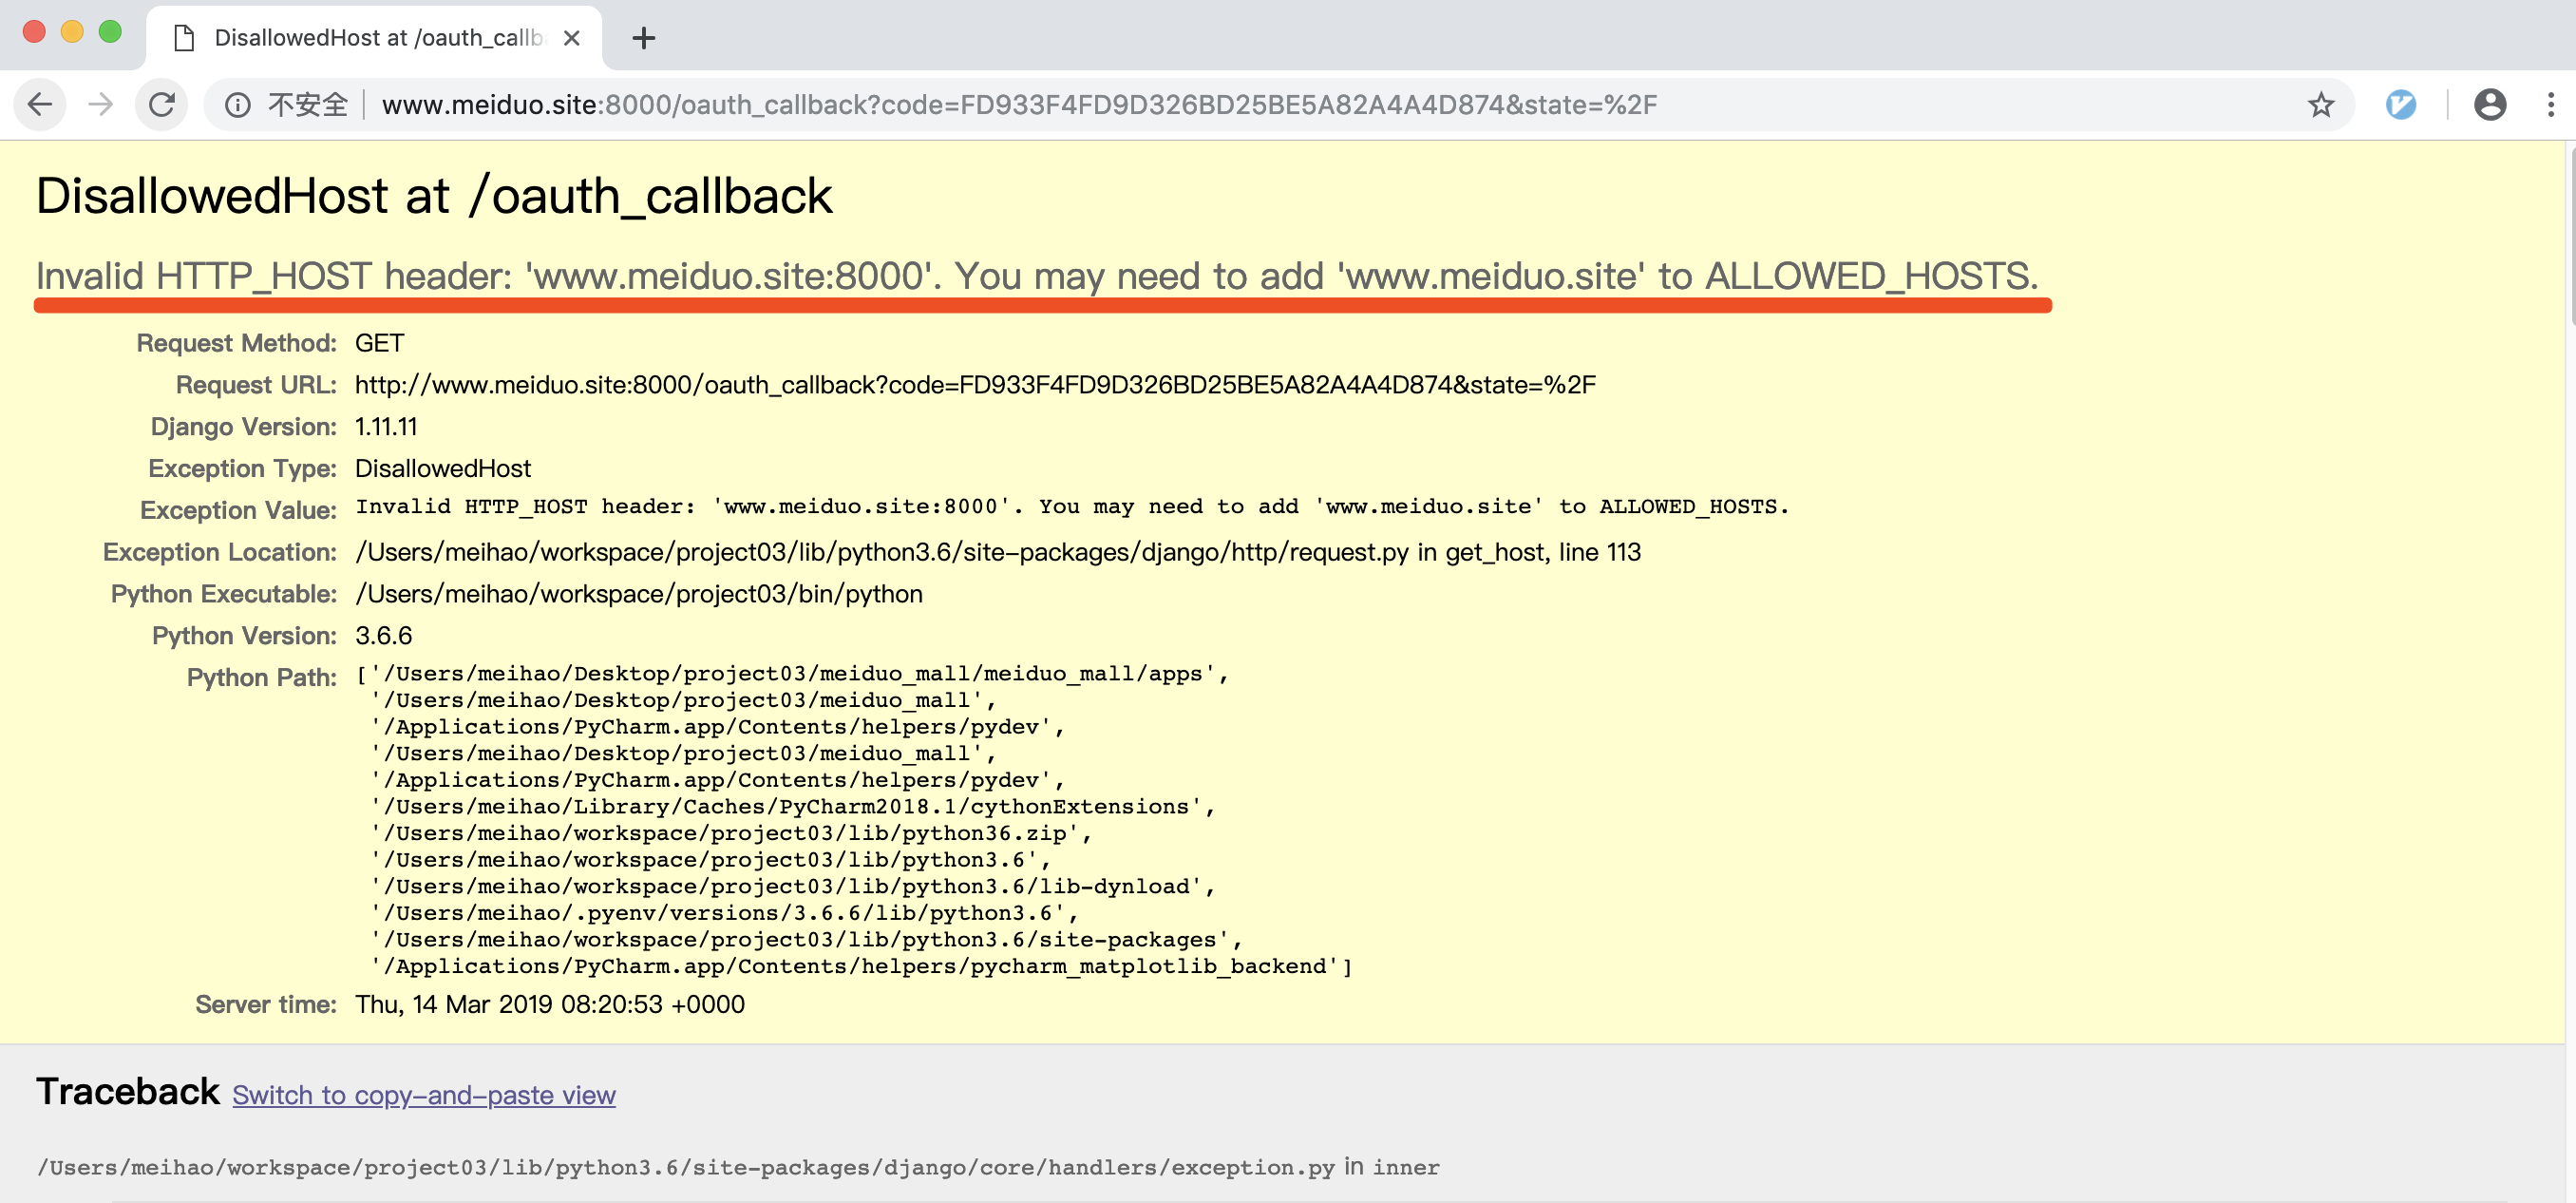 DisallowedHost at /oauth_callb
不安全 www.meiduo.site:8000/oauth_callback?code=FD933F4FD9D326BD25BE5A82A4A4D874&state=%2F
DisallowedHost at /oauth_callback
Invalid HTTP_HOST header: 'www.meiduo.site:8000'. You may need to add 'www.meiduo.site' to ALLOWED_HOSTS.
Request Method: GET
Request URL: http://www.meiduo.site:8000/oauth_callback?code=FD933F4FD9D326BD25BE5A82A4A4D874&state=%2F
Django Version: 1.11.11
Exception Type: DisallowedHost
Exception Value: Invalid HTTP_HOST header: 'www.meiduo.site:8000'. You may need to add 'www.meiduo.site' to ALLOWED_HOSTS.
Exception Location: /Users/meihao/workspace/project03/lib/python3.6/site-packages/django/http/request.py in get_host, line 113
Python Executable: /Users/meihao/workspace/project03/bin/python
Python Version: 3.6.6
Python Path: ['/Users/meihao/Desktop/project03/meiduo_mall/meiduo_mall/apps',
'/Users/meihao/Desktop/project03/meiduo_mall',
'/Applications/PyCharm.app/Contents/helpers/pydev',
'/Users/meihao/Desktop/project03/meiduo_mall',
'/Applications/PyCharm.app/Contents/helpers/pydev',
'/Users/meihao/Library/Caches/PyCharm2018.1/cythonExtensions',
'/Users/meihao/workspace/project03/lib/python36.zip',
'/Users/meihao/workspace/project03/lib/python3.6',
'/Users/meihao/workspace/project03/lib/python3.6/lib-dynload',
'/Users/meihao/.pyenv/versions/3.6.6/lib/python3.6',
'/Users/meihao/workspace/project03/lib/python3.6/site-packages',
'/Applications/PyCharm.app/Contents/helpers/pycharm_matplotlib_backend']
Server time: Thu, 14 Mar 2019 08:20:53 +0000
Traceback Switch to copy-and-paste view
/Users/meihao/workspace/project03/lib/python3.6/site-packages/django/core/handlers/exception.py in inner